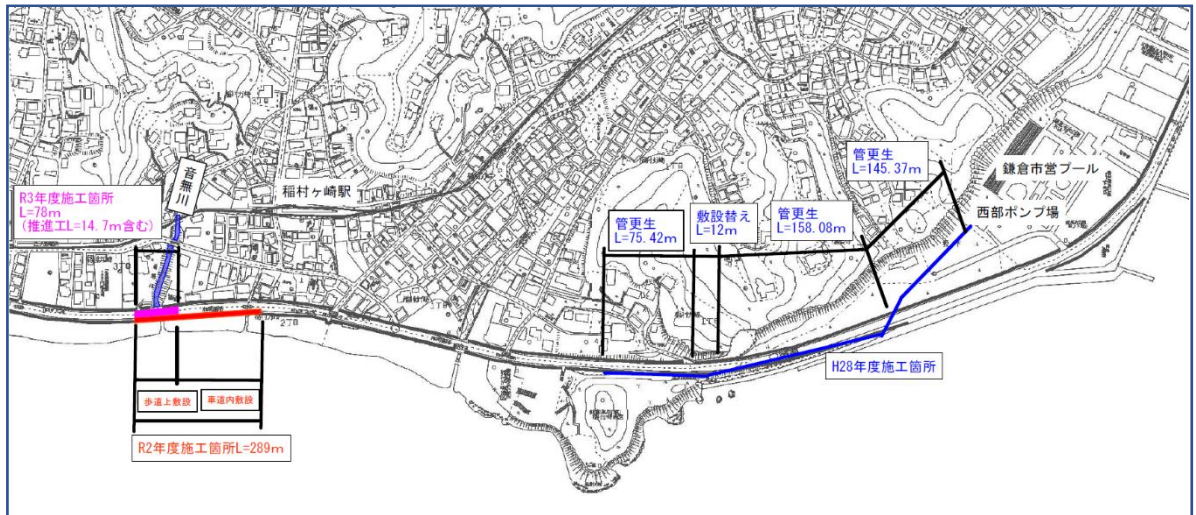 R3年度施工箇所
L=78m
(推進工L=14.7m含む)
音無川
稲村ヶ崎駅
管更生
L=75.42m
敷設替え
L=12m
管更生
L=158.08m
管更生
L=145.37m
鎌倉市営プール
西部ポンプ場
H28年度施工箇所
歩道上敷設
車道内敷設
R2年度施工箇所L=289m
2丁目